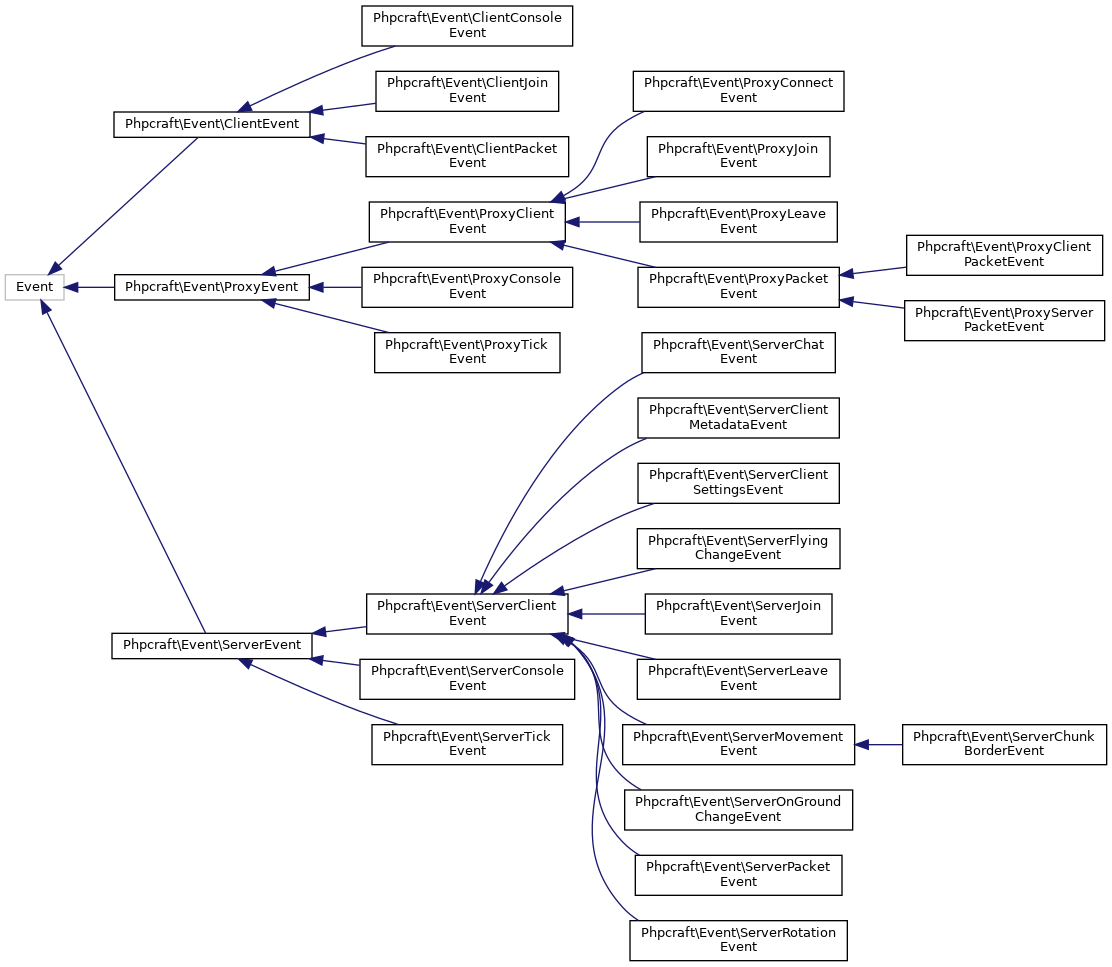 Phpcraft\Event\ClientConsole
Event
Phpcraft\Event\ClientJoin
Event
Phpcraft\Event\ClientEvent
Phpcraft\Event\ClientPacket
Event
Phpcraft\Event\ProxyConnect
Event
Phpcraft\Event\ProxyJoin
Event
Phpcraft\Event\ProxyClient
Event
Phpcraft\Event\ProxyLeave
Event
Phpcraft\Event\ProxyClient
PacketEvent
Event
Phpcraft\Event\ProxyEvent
Phpcraft\Event\ProxyConsole
Event
Phpcraft\Event\ProxyPacket
Event
Phpcraft\Event\ProxyServer
PacketEvent
Phpcraft\Event\ProxyTick
Event
Phpcraft\Event\ServerChat
Event
Phpcraft\Event\ServerClient
MetadataEvent
Phpcraft\Event\ServerClient
SettingsEvent
Phpcraft\Event\ServerFlying
ChangeEvent
Phpcraft\Event\ServerClient
Event
Phpcraft\Event\ServerJoin
Event
Phpcraft\Event\ServerEvent
Phpcraft\Event\ServerConsole
Event
Phpcraft\Event\ServerLeave
Event
Phpcraft\Event\ServerTick
Event
Phpcraft\Event\ServerMovement
Event
Phpcraft\Event\ServerChunk
BorderEvent
Phpcraft\Event\ServerOnGround
ChangeEvent
Phpcraft\Event\ServerPacket
Event
Phpcraft\Event\ServerRotation
Event